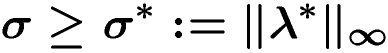 σ ≥ σ* := ‖λ*‖∞